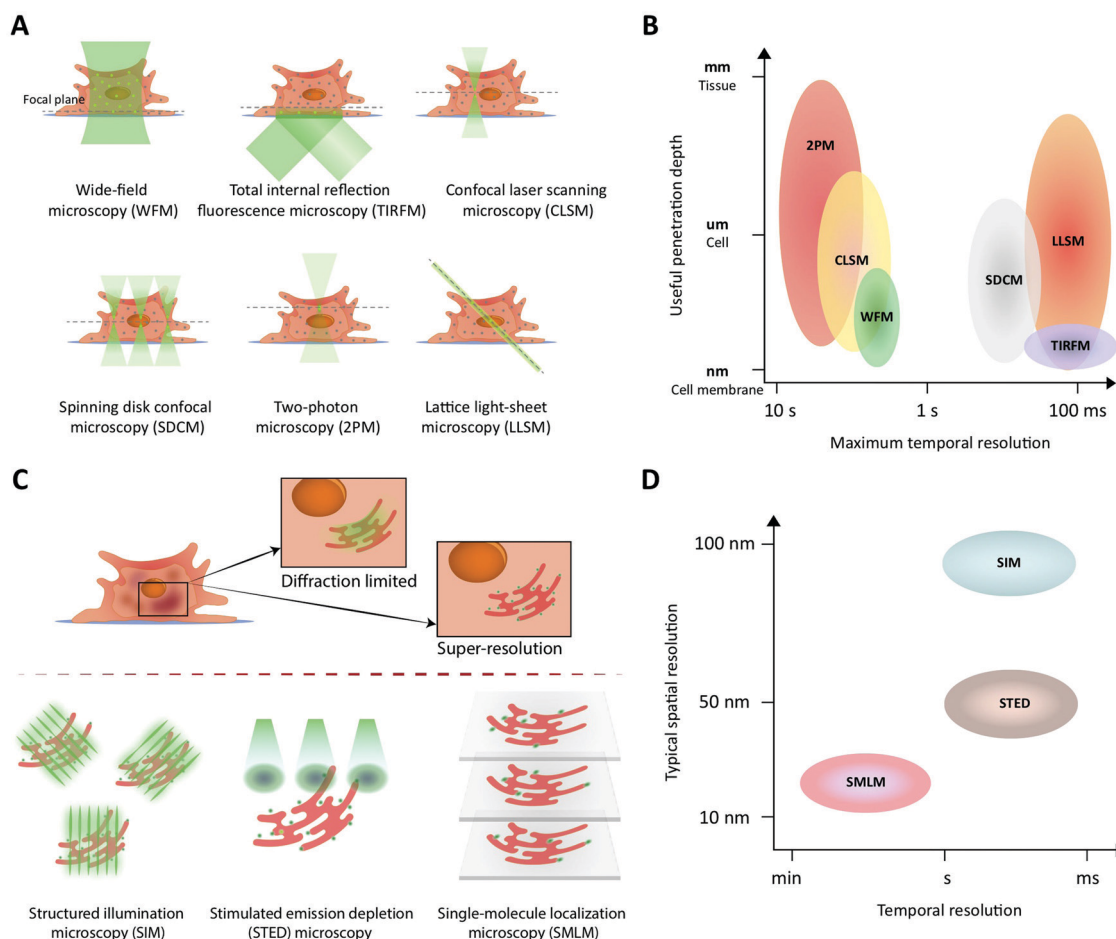 A
Focal plane
Wide-field
microscopy (WFM)
Total internal reflection
fluorescence microscopy (TIRFM)
Confocal laser scanning
microscopy (CLSM)
Spinning disk confocal
microscopy (SDCM)
Two-photon
microscopy (2PM)
Lattice light-sheet
microscopy (LLSM)
B
Useful penetration depth
mm
Tissue
um
Cell
nm
Cell membrane
2PM
CLSM
WFM
SDCM
LLSM
TIRFM
10 s
1 s
100 ms
Maximum temporal resolution
C
Diffraction limited
Super-resolution
Structured illumination
microscopy (SIM)
Stimulated emission depletion
(STED) microscopy
Single-molecule localization
microscopy (SMLM)
D
Typical spatial resolution
100 nm
50 nm
10 nm
SIM
STED
SMLM
min
s
ms
Temporal resolution